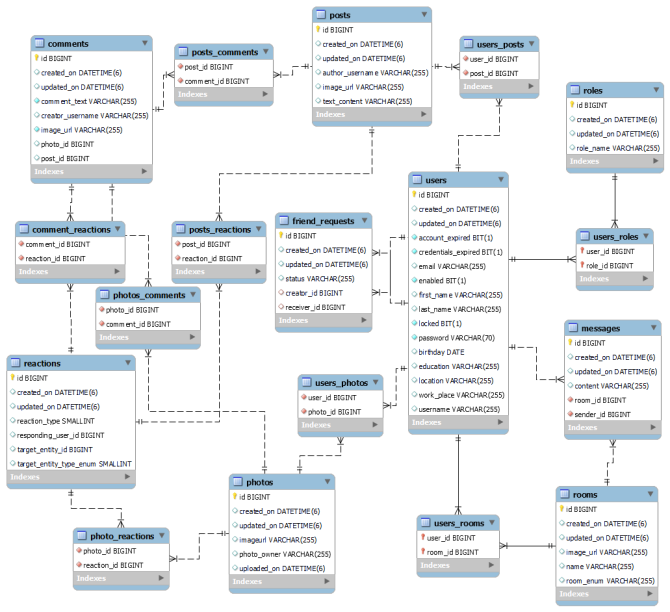 comments
id BIGINT
created_on DATETIME(6)
updated_on DATETIME(6)
comment_text VARCHAR(255)
creator_username VARCHAR(255)
image_url VARCHAR(255)
photo_id BIGINT
post_id BIGINT
Indexes
posts_comments
post_id BIGINT
comment_id BIGINT
Indexes
posts
id BIGINT
created_on DATETIME(6)
updated_on DATETIME(6)
author_username VARCHAR(255)
image_url VARCHAR(255)
text_content VARCHAR(255)
Indexes
users_posts
user_id BIGINT
post_id BIGINT
Indexes
roles
id BIGINT
created_on DATETIME(6)
updated_on DATETIME(6)
role_name VARCHAR(255)
Indexes
comment_reactions
comment_id BIGINT
reaction_id BIGINT
Indexes
posts_reactions
post_id BIGINT
reaction_id BIGINT
Indexes
friend_requests
id BIGINT
created_on DATETIME(6)
updated_on DATETIME(6)
status VARCHAR(255)
creator_id BIGINT
receiver_id BIGINT
Indexes
users
id BIGINT
created_on DATETIME(6)
updated_on DATETIME(6)
account_expired BIT(1)
credentials_expired BIT(1)
email VARCHAR(255)
enabled BIT(1)
first_name VARCHAR(255)
last_name VARCHAR(255)
locked BIT(1)
password VARCHAR(70)
birthday DATE
education VARCHAR(255)
location VARCHAR(255)
work_place VARCHAR(255)
username VARCHAR(255)
Indexes
users_roles
user_id BIGINT
role_id BIGINT
Indexes
photos_comments
photo_id BIGINT
comment_id BIGINT
Indexes
messages
id BIGINT
created_on DATETIME(6)
updated_on DATETIME(6)
content VARCHAR(255)
room_id BIGINT
sender_id BIGINT
Indexes
reactions
id BIGINT
created_on DATETIME(6)
updated_on DATETIME(6)
reaction_type SMALLINT
responding_user_id BIGINT
target_entity_id BIGINT
target_entity_type_enum SMALLINT
Indexes
users_photos
user_id BIGINT
photo_id BIGINT
Indexes
photos
id BIGINT
created_on DATETIME(6)
updated_on DATETIME(6)
imageurl VARCHAR(255)
photo_owner VARCHAR(255)
uploaded_on DATETIME(6)
Indexes
photo_reactions
photo_id BIGINT
reaction_id BIGINT
Indexes
users_rooms
user_id BIGINT
room_id BIGINT
Indexes
rooms
id BIGINT
created_on DATETIME(6)
updated_on DATETIME(6)
image_url VARCHAR(255)
name VARCHAR(255)
room_enum VARCHAR(255)
Indexes